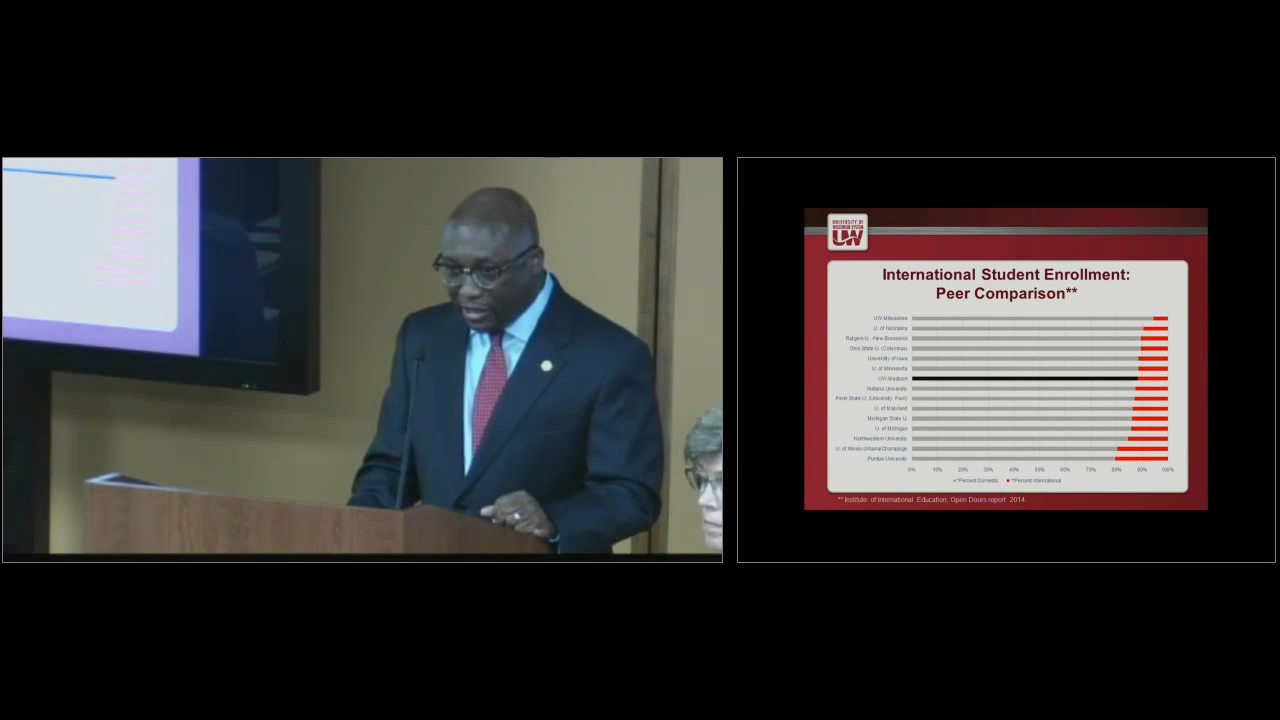 UNIVERSITY OF
WISCONSIN SYSTEM
UW
International Student Enrollment:
Peer Comparison**
UW-Milwaukee
U. of Nebraska
Rutgers U. -New Brunswick
Ohio State U. (Columbus)
University of Iowa
U. of Minnesota
UW-Madison
Indiana University
Penn State U. (University Park)
U. of Maryland
Michigan State U.
U. of Michigan
Northwestern University
U. of Illinois-Urbana/Champaign
Purdue University
0% 10% 20% 30% 40% 50% 60% 70% 80% 90% 100%
*Percent Domestic **Percent International
** Institute of International Education; Open Doors report 2014.